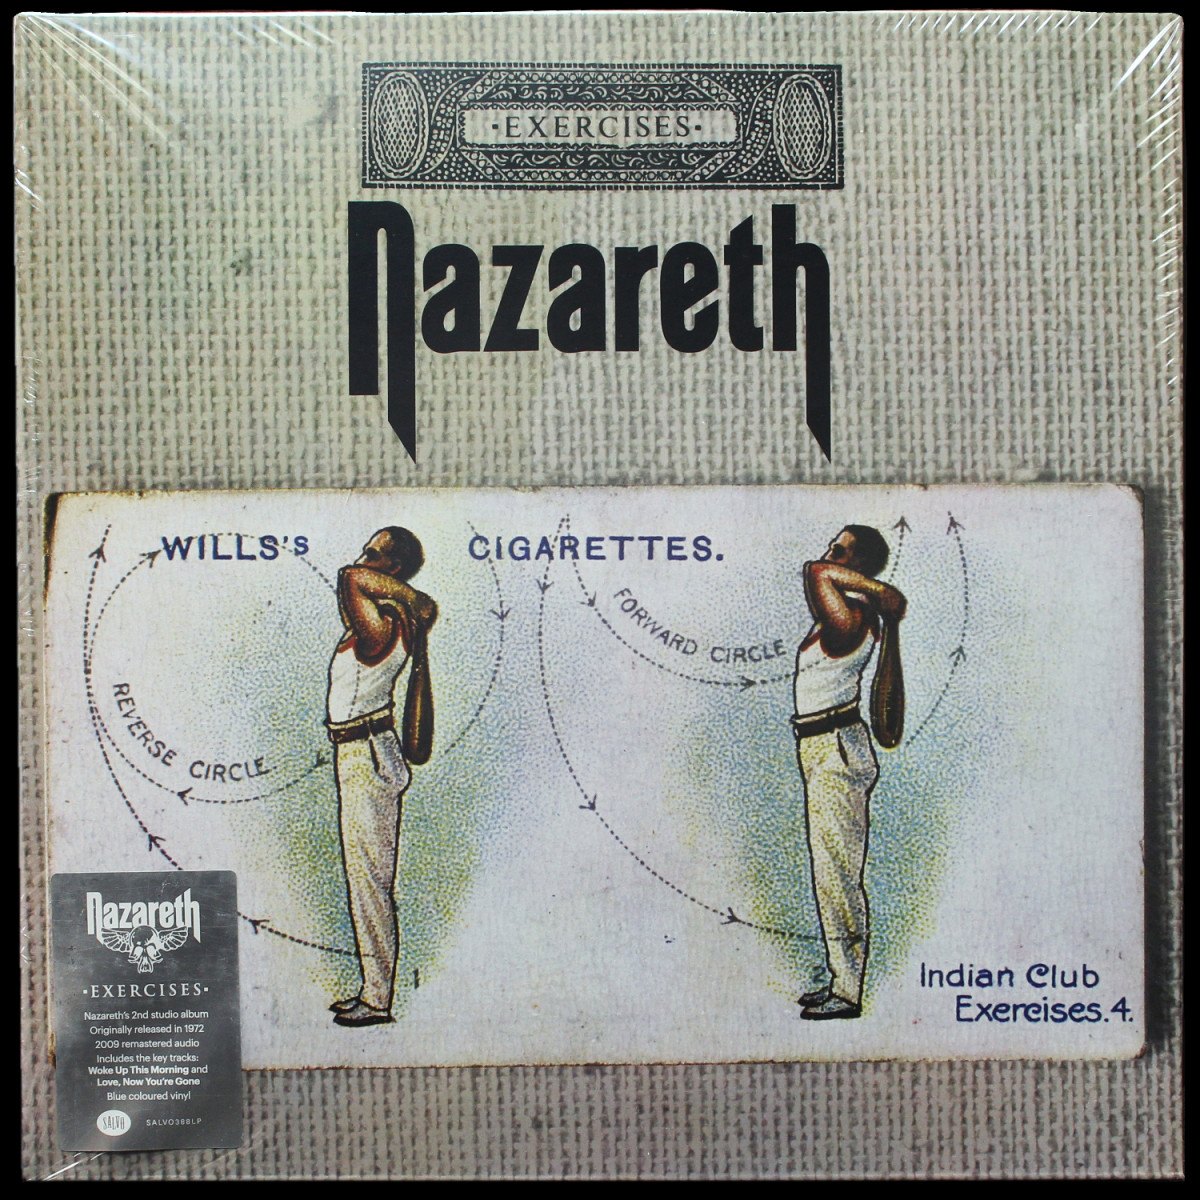 ·EXERCISES·
Nazareth
WILLS'S CIGARETTES.
FORWARD CIRCLE
REVERSE CIRCLE
1
2
Indian Club
Exercises.4.
Nazareth
·EXERCISES·
Nazareth's 2nd studio album
Originally released in 1972
2009 remastered audio
Includes the key tracks:
Woke Up This Morning and
Love, Now You're Gone
Blue coloured vinyl
SALVO SALVO388LP